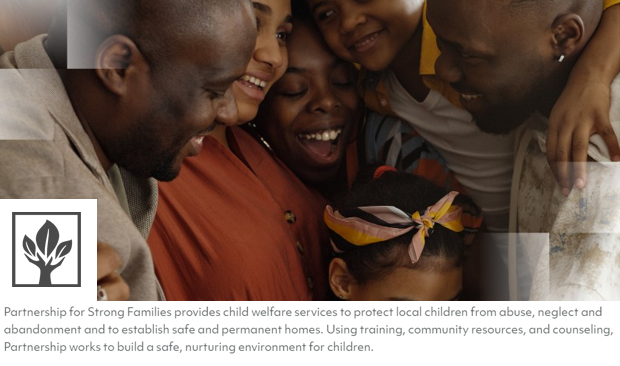 Partnership for Strong Families provides child welfare services to protect local children from abuse, neglect and
abandonment and to establish safe and permanent homes. Using training, community resources, and counseling,
Partnership works to build a safe, nurturing environment for children.